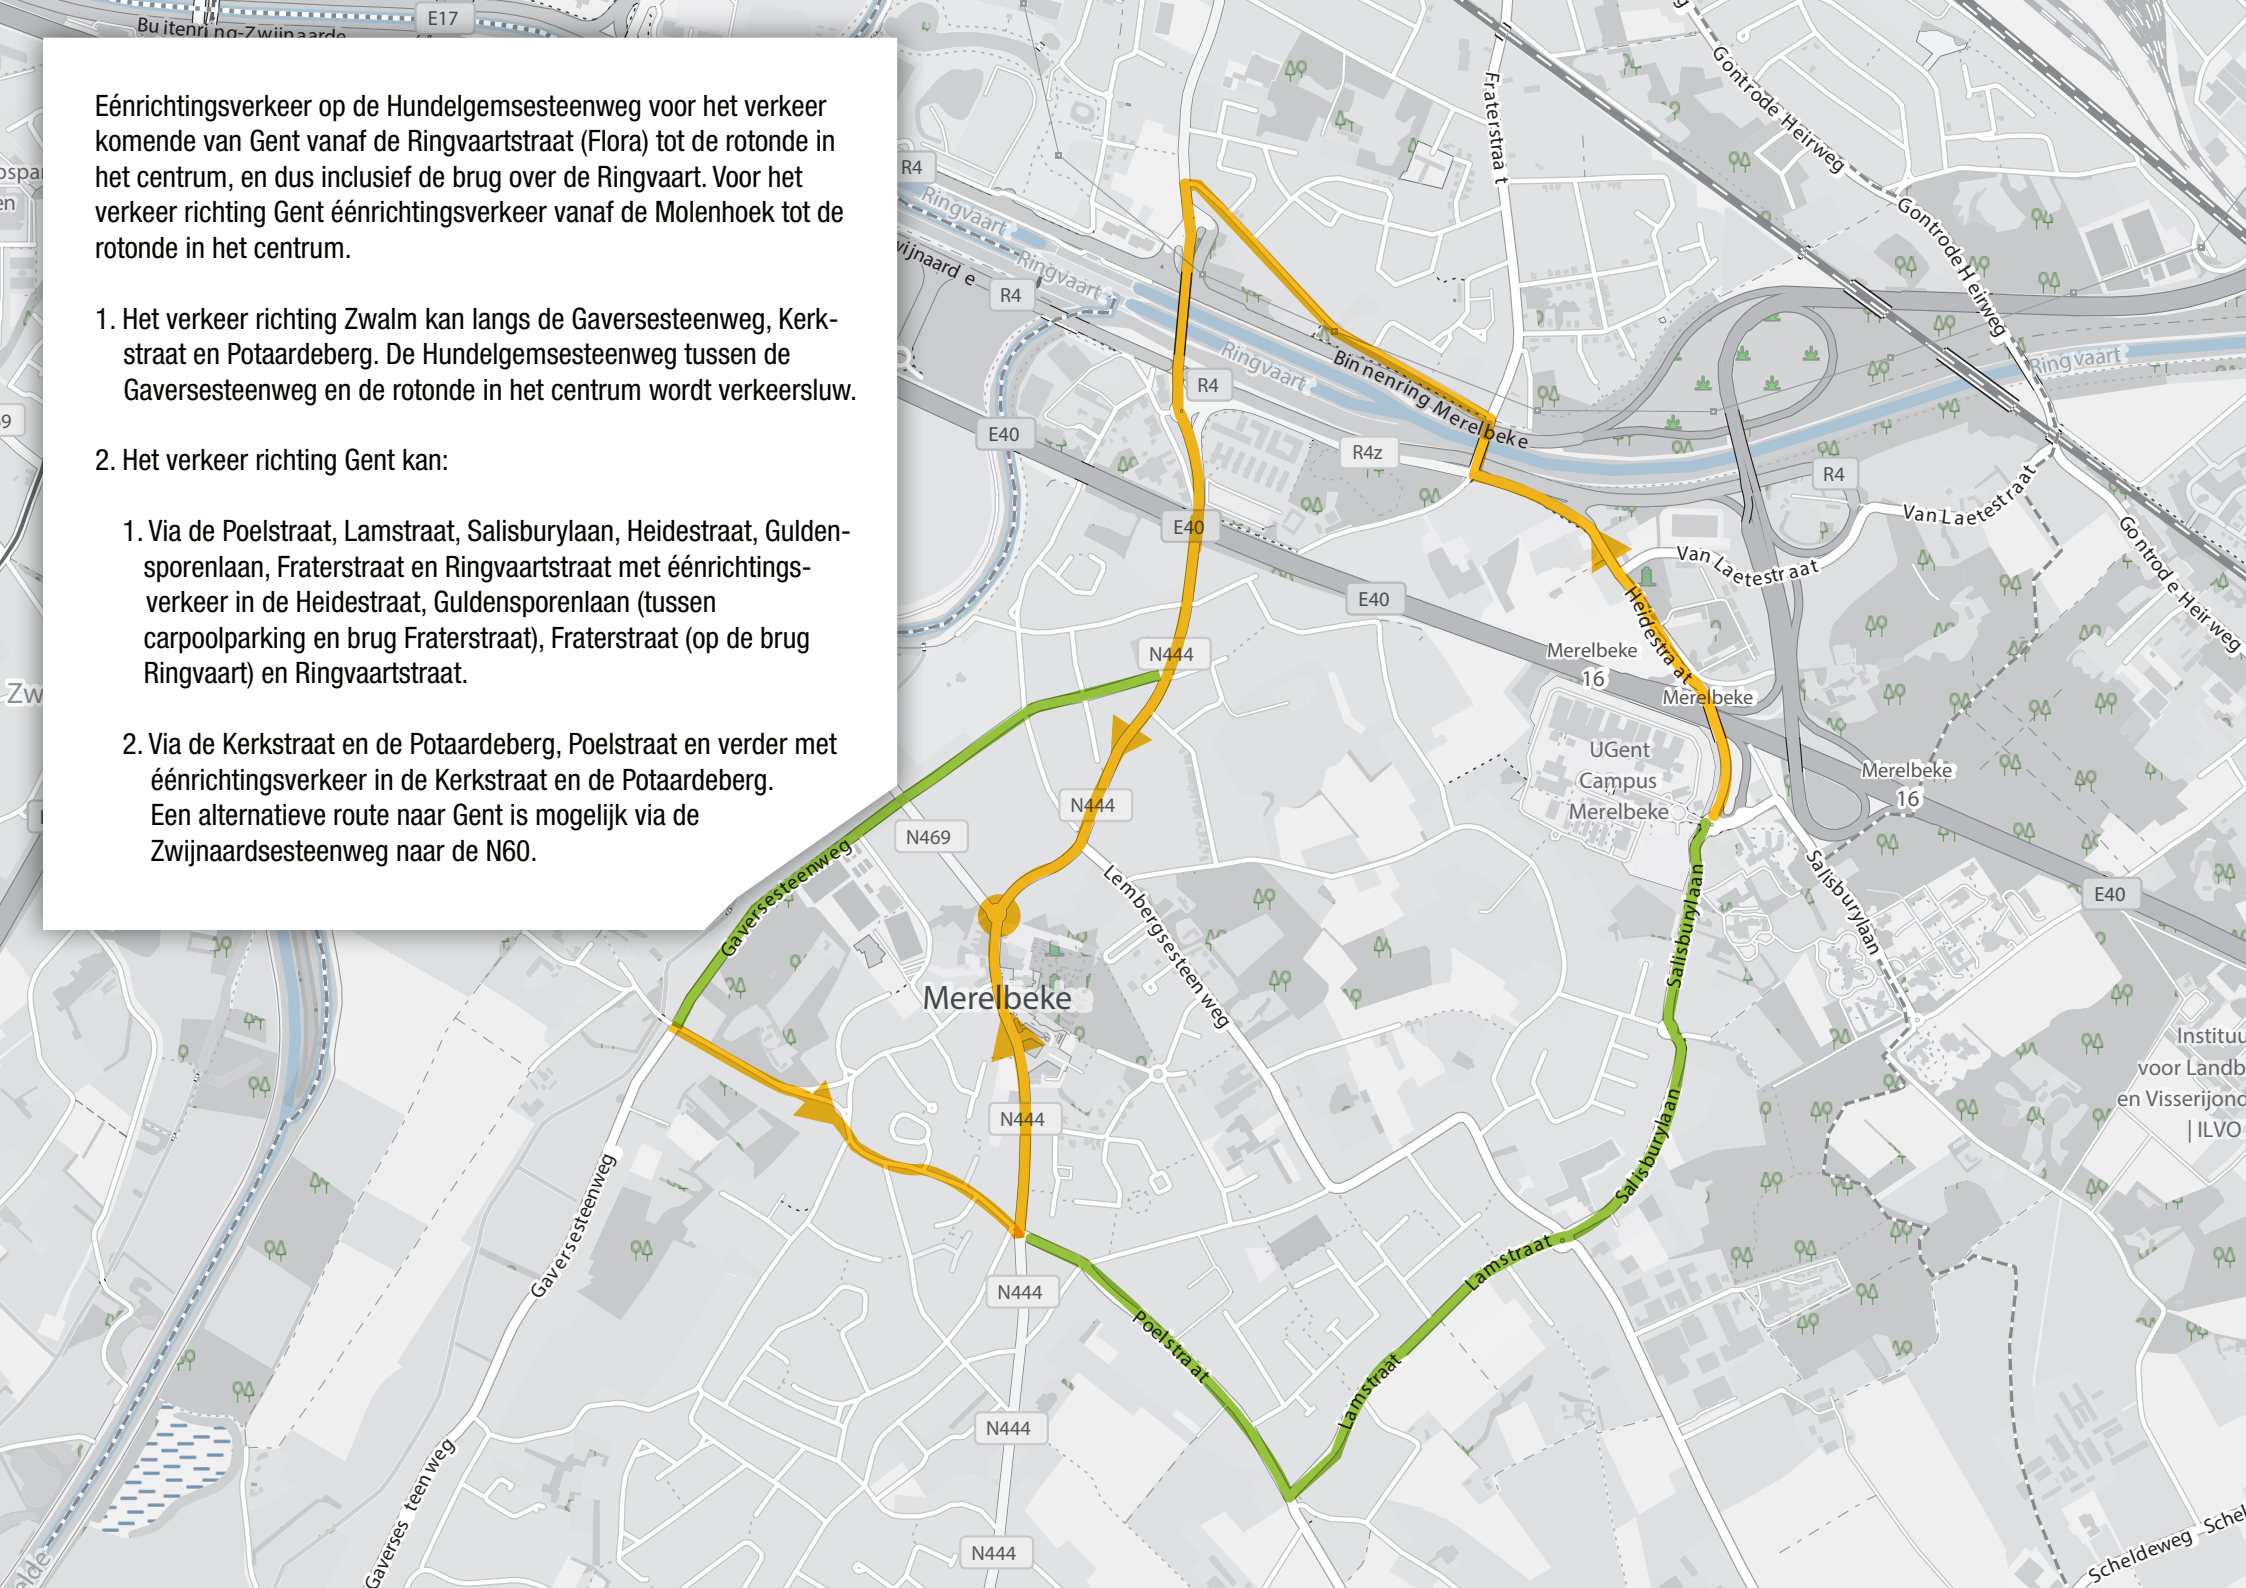 Eénrichtingsverkeer op de Hundelgemsesteenweg voor het verkeer
komende van Gent vanaf de Ringvaartstraat (Flora) tot de rotonde in
het centrum, en dus inclusief de brug over de Ringvaart. Voor het
verkeer richting Gent éénrichtingsverkeer vanaf de Molenhoek tot de
rotonde in het centrum.
1. Het verkeer richting Zwalm kan langs de Gaversesteenweg, Kerk-
straat en Potaardeberg. De Hundelgemsesteenweg tussen de
Gaversesteenweg en de rotonde in het centrum wordt verkeersluw.
2. Het verkeer richting Gent kan:
1. Via de Poelstraat, Lamstraat, Salisburylaan, Heidestraat, Gulden-
sporenlaan, Fraterstraat en Ringvaartstraat met éénrichtings-
verkeer in de Heidestraat, Guldensporenlaan (tussen
carpoolparking en brug Fraterstraat), Fraterstraat (op de brug
Ringvaart) en Ringvaartstraat.
2. Via de Kerkstraat en de Potaardeberg, Poelstraat en verder met
éénrichtingsverkeer in de Kerkstraat en de Potaardeberg.
Een alternatieve route naar Gent is mogelijk via de
Zwijnaardsesteenweg naar de N60.
E17
Buitenring-Zwijnaarde
R4
Ringvaart
Ringvaart
R4
R4
Ringvaart
Binnenring Merelbeke
Fraterstraat
Gontrode Heirweg
Gontrode Heirweg
Ringvaart
R4z
R4
Van Laetestraat
Van Laetestraat
Gontrode Heirweg
E40
E40
E40
Heidestraat
Merelbeke
16
Merelbeke
N444
UGent
Campus
Merelbeke
Merelbeke
16
N444
N469
Gaversesteenweg
Lembergsesteenweg
Salisburylaan
Salisburylaan
E40
Merelbeke
N444
Salisburylaan
Gaversesteenweg
N444
Poelstraat
Lamstraat
Lamstraat
N444
Gaversesteenweg
N444
voor Landb
en Visserijond
| ILVO
Scheldeweg